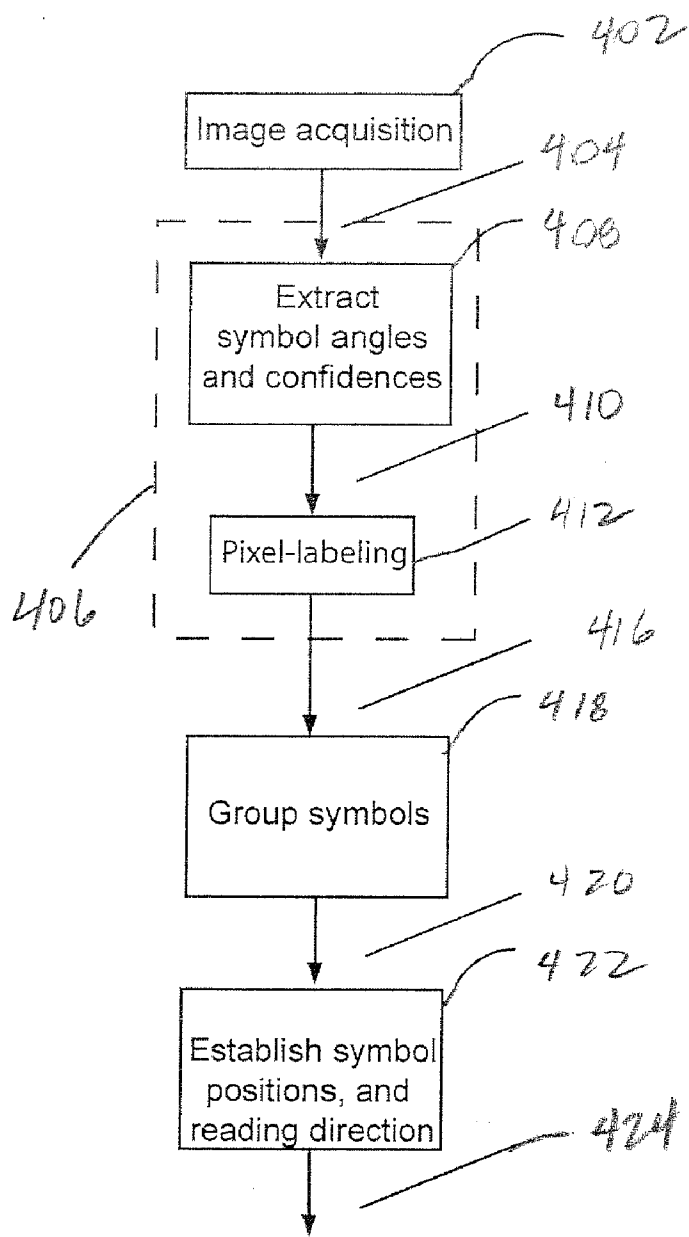 402
Image acquisition
404
408
Extract
symbol angles
and confidences
410
412
Pixel-labeling
406
416
418
Group symbols
420
422
Establish symbol
positions, and
reading direction
424